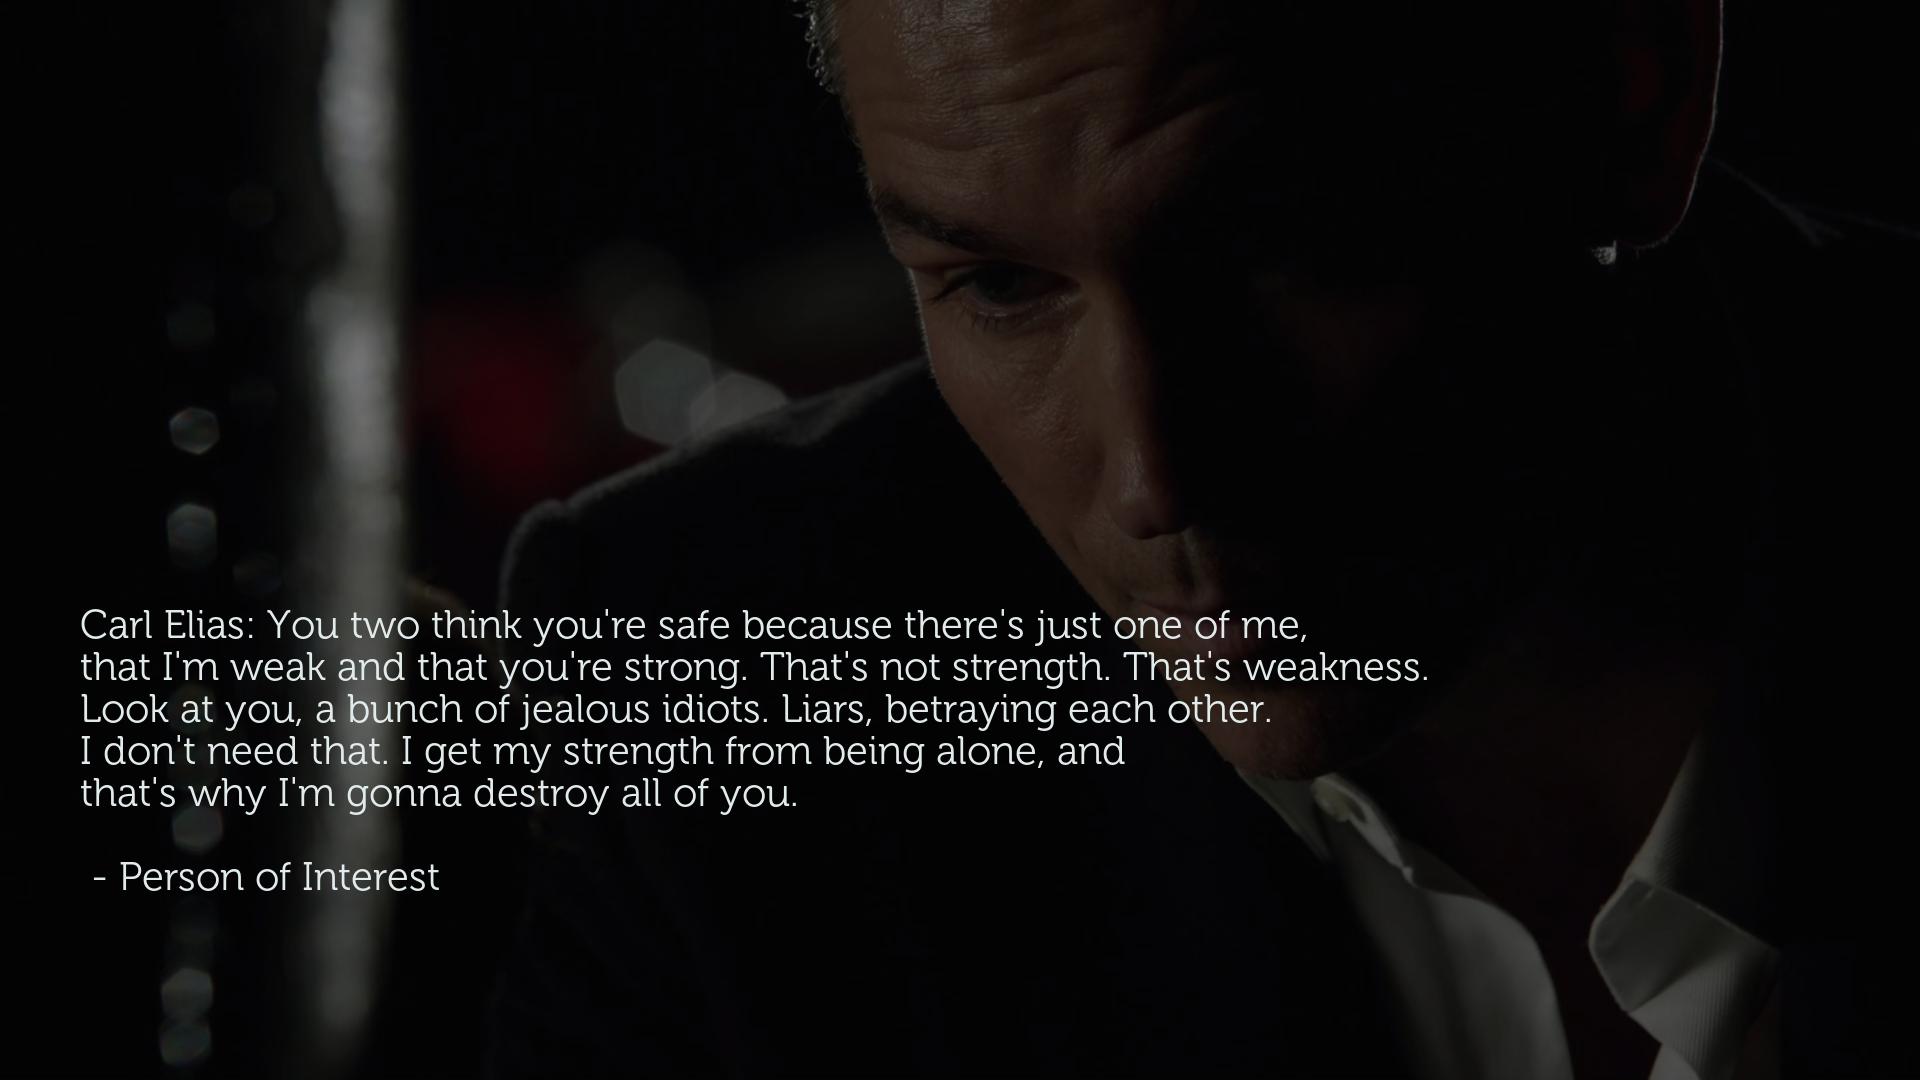 Carl Elias: You two think you're safe because there's just one of me,
that I'm weak and that you're strong. That's not strength. That's weakness.
Look at you, a bunch of jealous idiots. Liars, betraying each other.
I don't need that. I get my strength from being alone, and
that's why I'm gonna destroy all of you.
- Person of Interest